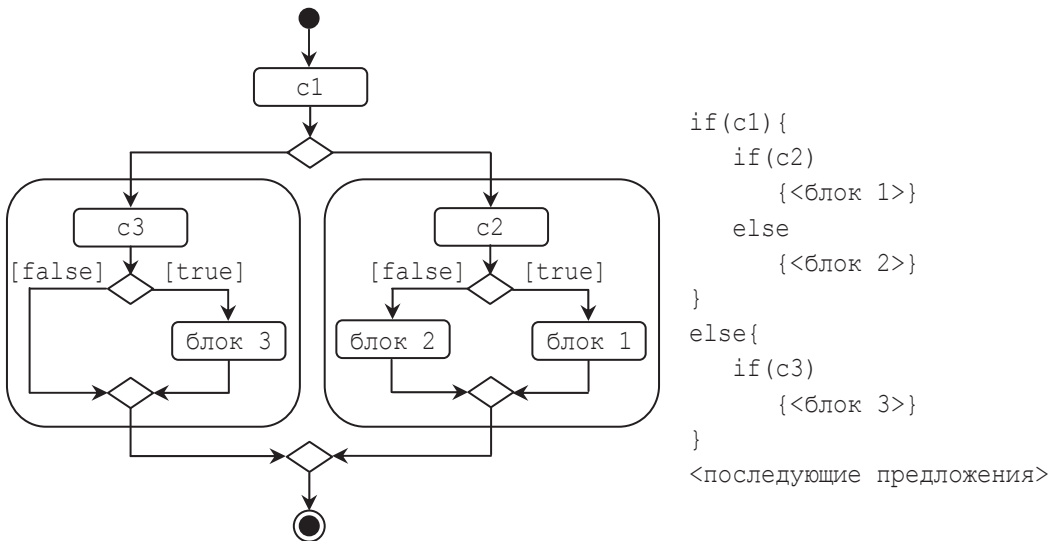 c1
c3
c2
[false]
[true]
[false]
[true]
блок 3
блок 2
блок 1
if(c1){
if(c2)
{<блок 1>}
else
{<блок 2>}
}
else{
if(c3)
{<блок 3>}
}
<последующие предложения>